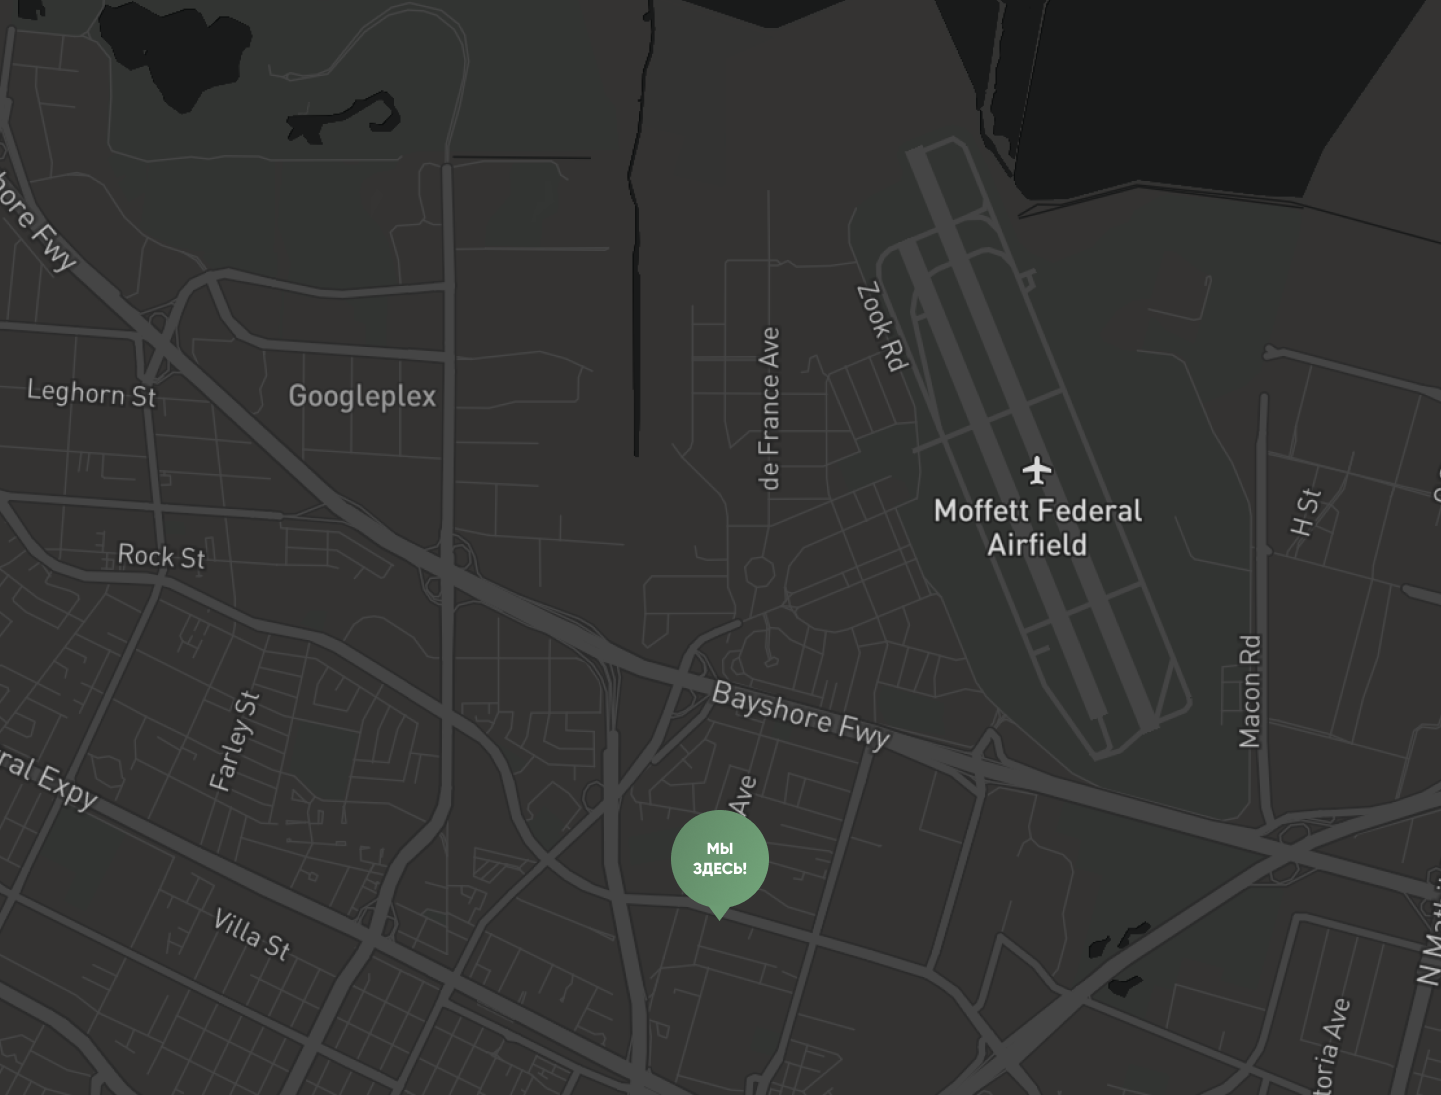 hore Fwy
Zook Rd
de France Ave
Leghorn St
Googleplex
Moffett Federal
Airfield
H St
Rock St
Macon Rd
Farley St
Bayshore Fwy
ral Expy
Ave
МЫ
ЗДЕСЬ!
Villa St
toria Ave